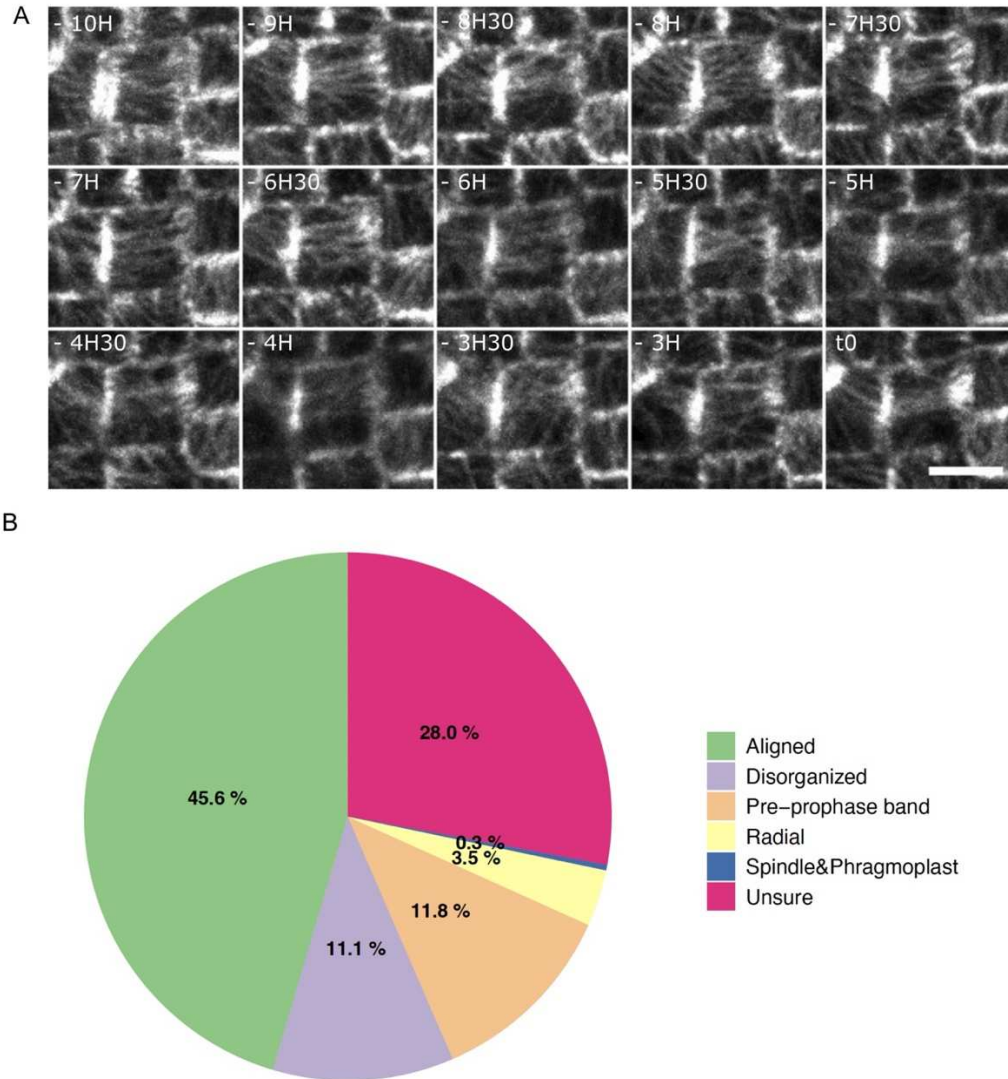 A
- 10H
- 9H
- 8H30
- 8H
- 7H30
- 7H
- 6H30
- 6H
- 5H30
- 5H
- 4H30
- 4H
- 3H30
- 3H
t0
B
28.0 %
45.6 %
0.3 %
3.5 %
11.8 %
11.1 %
Aligned
Disorganized
Pre−prophase band
Radial
Spindle&Phragmoplast
Unsure